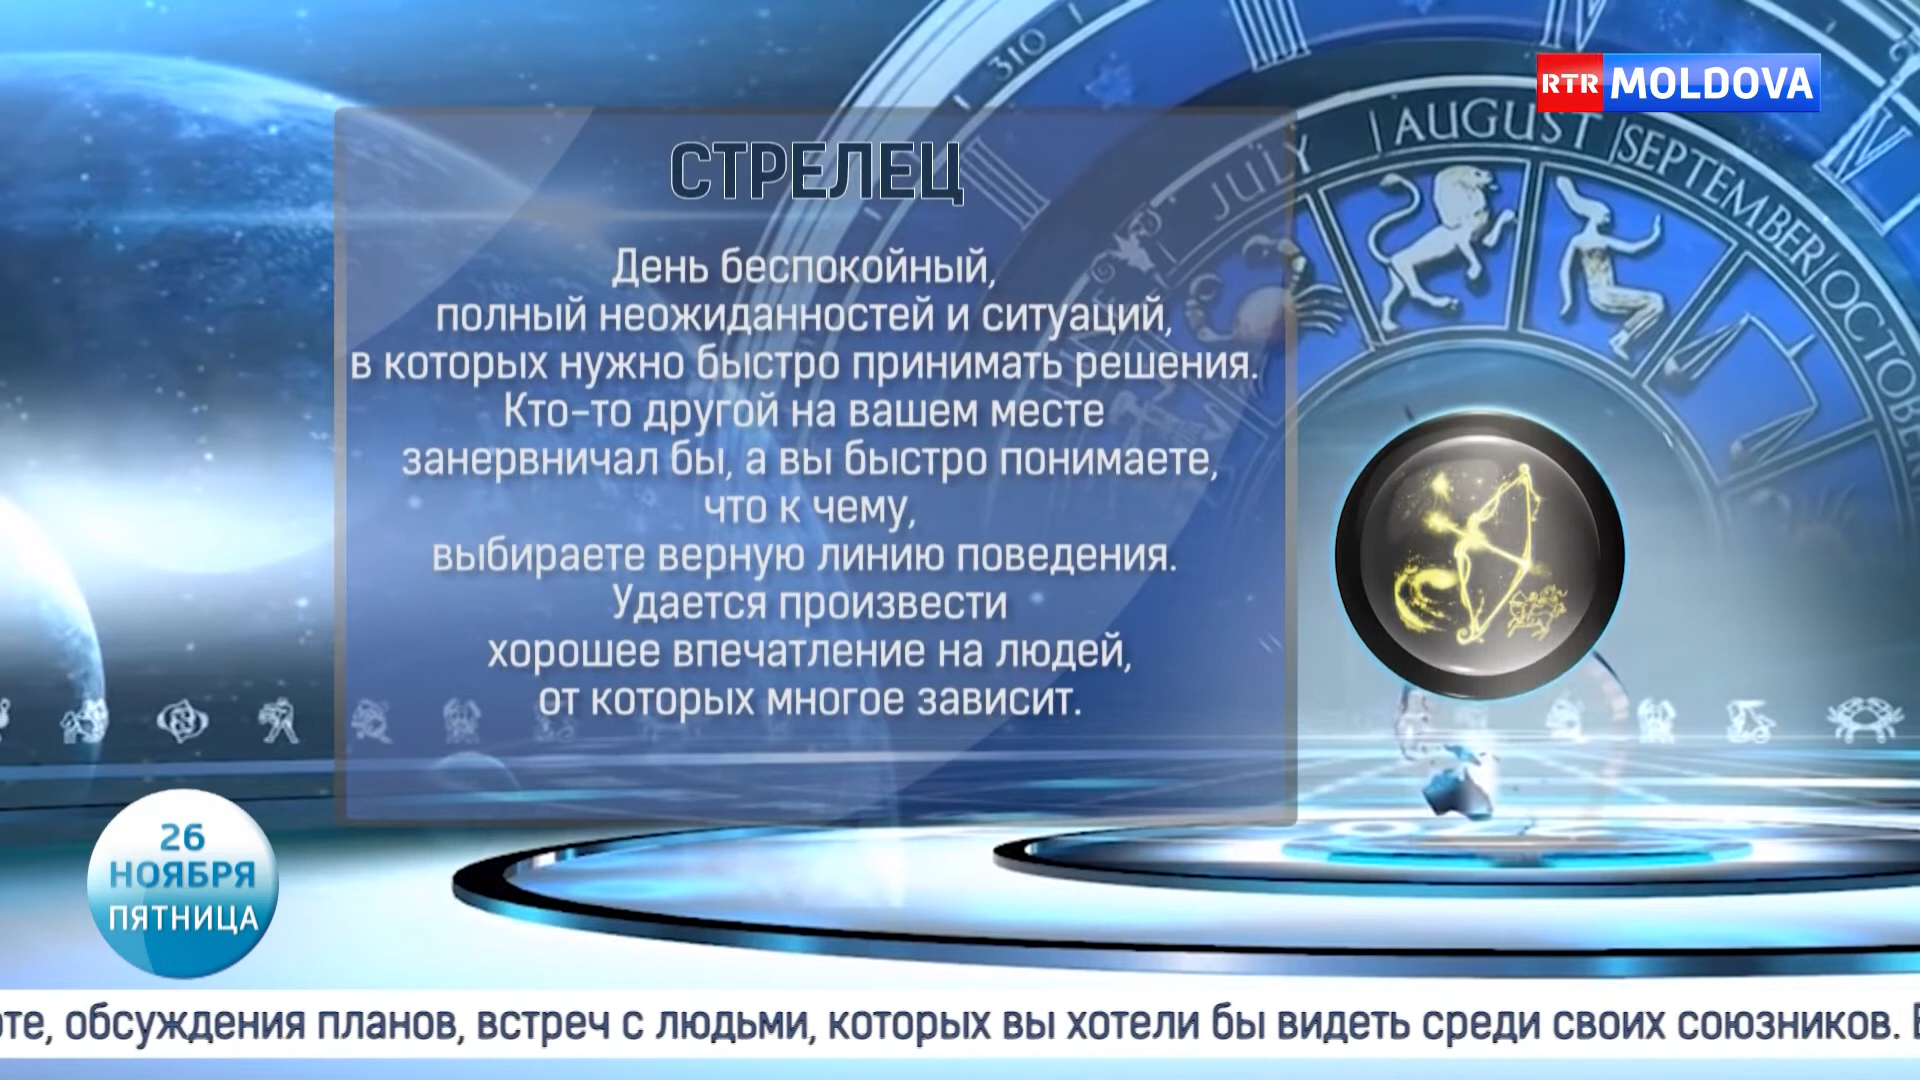 310
RTR MOLDOVA
JULY
AUGUST
SEPTEMBER
OCTOBER
СТРЕЛЕЦ
День беспокойный,
полный неожиданностей и ситуаций,
в которых нужно быстро принимать решения.
Кто-то другой на вашем месте
занервничал бы, а вы быстро понимаете,
что к чему,
выбираете верную линию поведения.
Удается произвести
хорошее впечатление на людей,
от которых многое зависит.
26
НОЯБРЯ
ПЯТНИЦА
обсуждения планов, встреч с людьми, которых вы хотели бы видеть среди своих союзников.